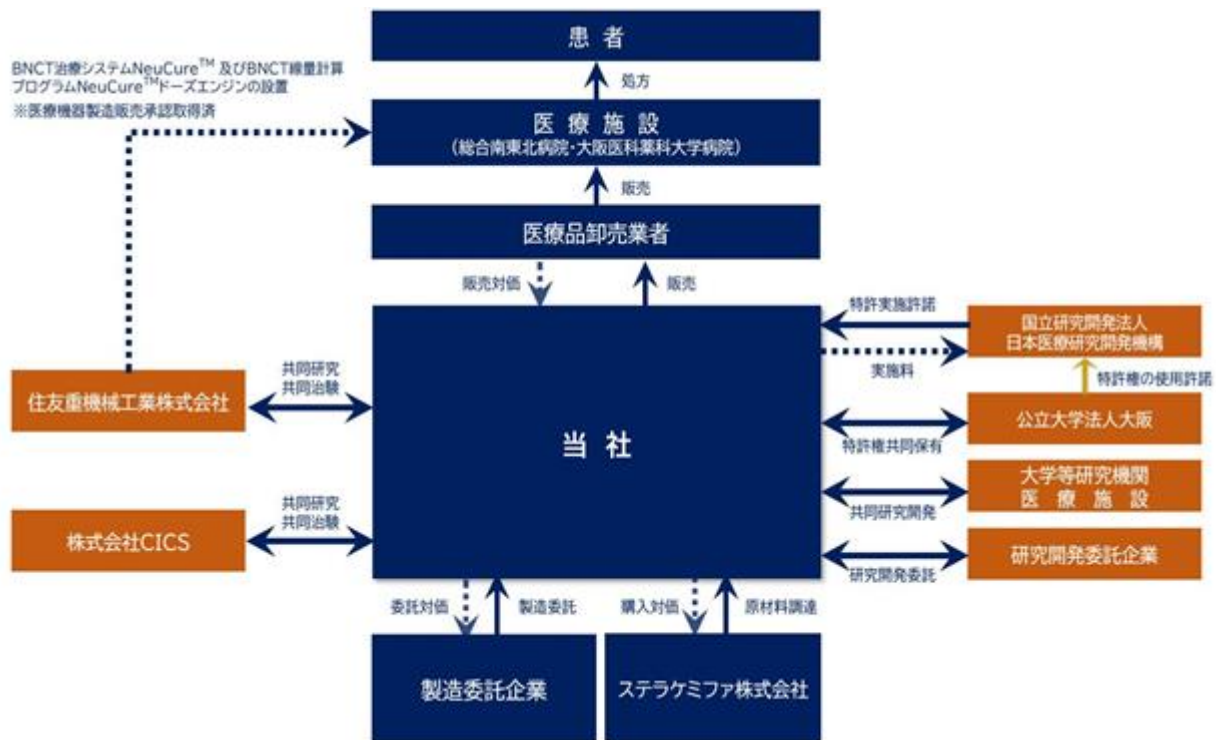 患者
BNCT治療システムNeuCure™ 及びBNCT線量計算
プログラムNeuCure™ドーズエンジンの設置
※医療機器製造販売承認取得済
処方
医療施設
(総合南東北病院・大阪医科薬科大学病院)
販売
医療品卸売業者
販売対価
販売
特許実施許諾
国立研究開発法人
日本医療研究開発機構
実施料
特許権の使用許諾
共同研究
共同治験
住友重機械工業株式会社
当社
公立大学法人大阪
特許権共同保有
大学等研究機関
医療施設
共同研究開発
共同研究
共同治験
株式会社CICS
研究開発委託企業
研究開発委託
委託対価
製造委託
購入対価
原材料調達
製造委託企業
ステラケミファ株式会社